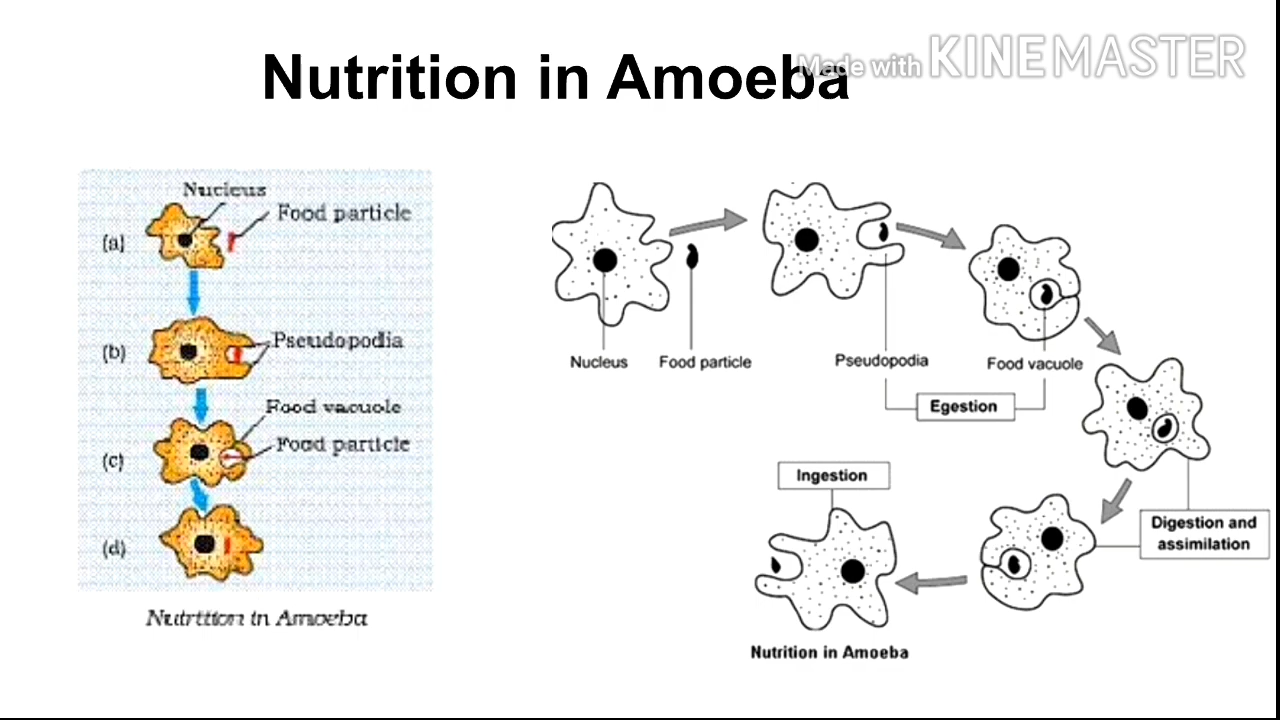 Made with KINEMASTER
Nutrition in Amoeba
Nucleus
Food particle
(a)
(b)
Pseudopodia
Food vacuole
(c)
Food particle
(d)
Nutrition in Amoeba
Nucleus
Food particle
Pseudopodia
Food vacuole
Egestion
Ingestion
Digestion and
assimilation
Nutrition in Amoeba